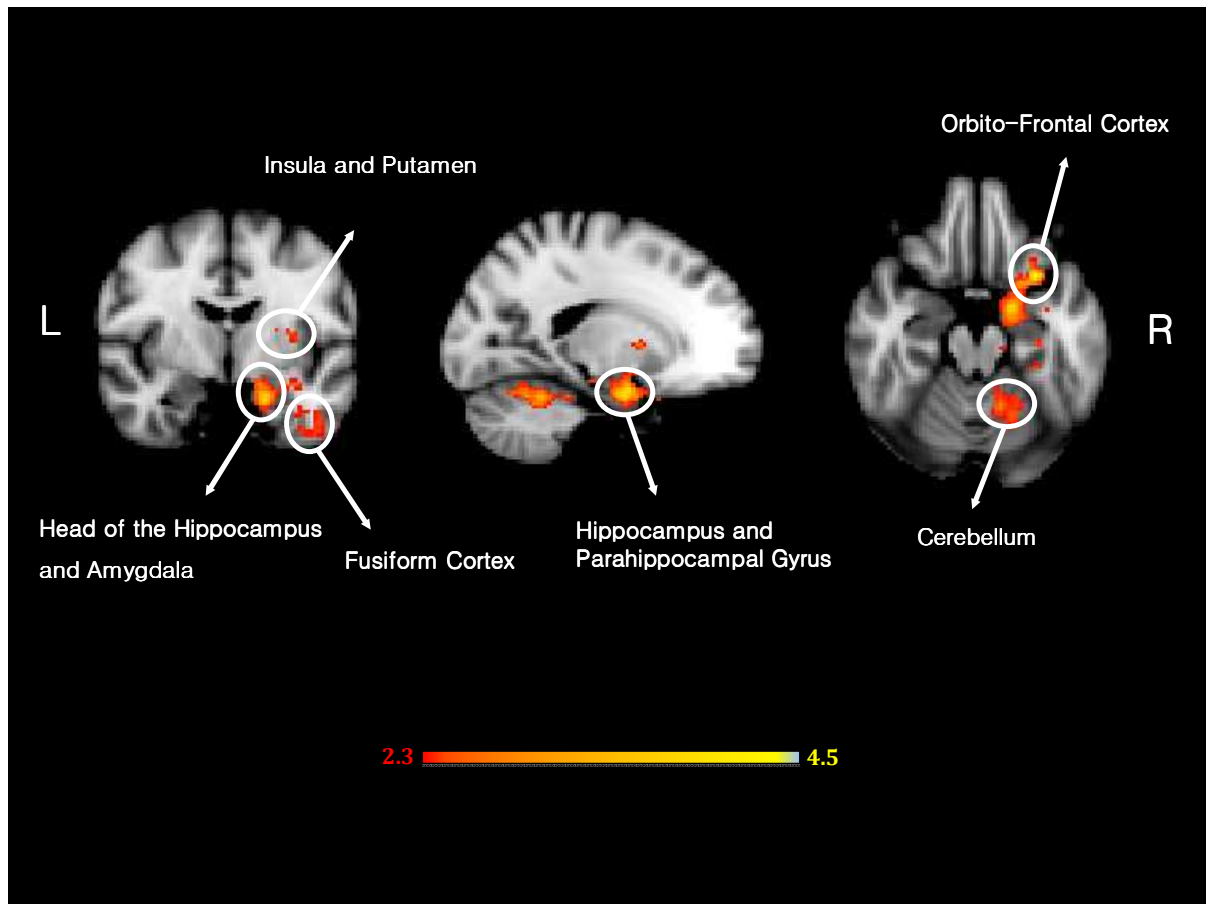 Orbito-Frontal Cortex
Insula and Putamen
L
R
Head of the Hippocampus
and Amygdala
Fusiform Cortex
Hippocampus and
Parahippocampal Gyrus
Cerebellum
2.3
4.5